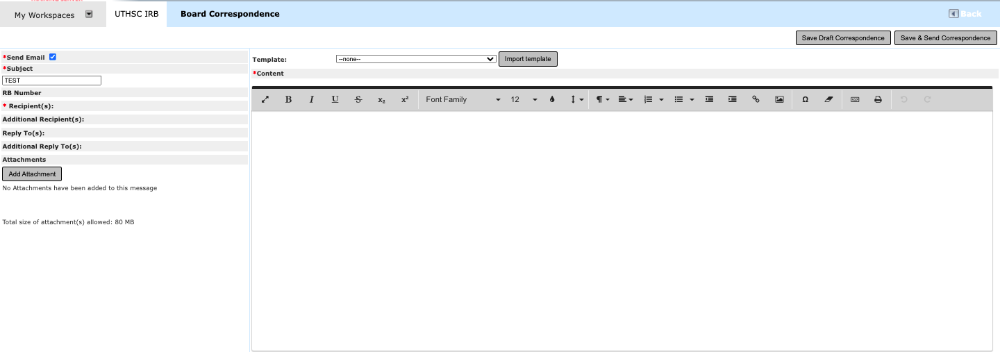 My Workspaces
UTHSC IRB
Board Correspondence
Back
Save Draft Correspondence
Save & Send Correspondence
*Send Email
*Subject
TEST
RB Number
* Recipient(s):
Additional Recipient(s):
Reply To(s):
Additional Reply To(s):
Attachments
Add Attachment
No Attachments have been added to this message
Total size of attachment(s) allowed: 80 MB
Template:
--none--
Import template
*Content
B I U S x₂ x² Font Family 12 ¶ Ω